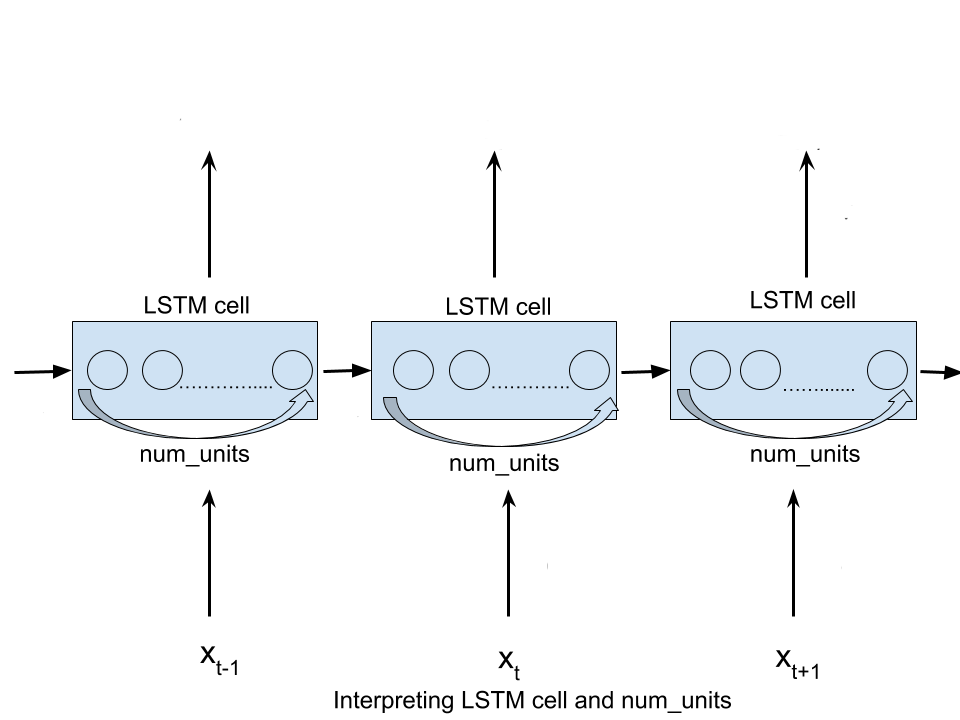 LSTM cell
LSTM cell
LSTM cell
num_units
num_units
num_units
x_{t-1}
x_t
x_{t+1}
Interpreting LSTM cell and num_units